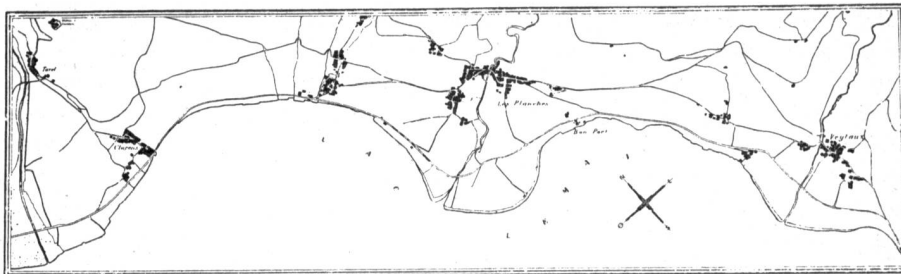 Tavel
Clarens
Les Planches
Bon Port
Veytaux
L A C
L É M A N